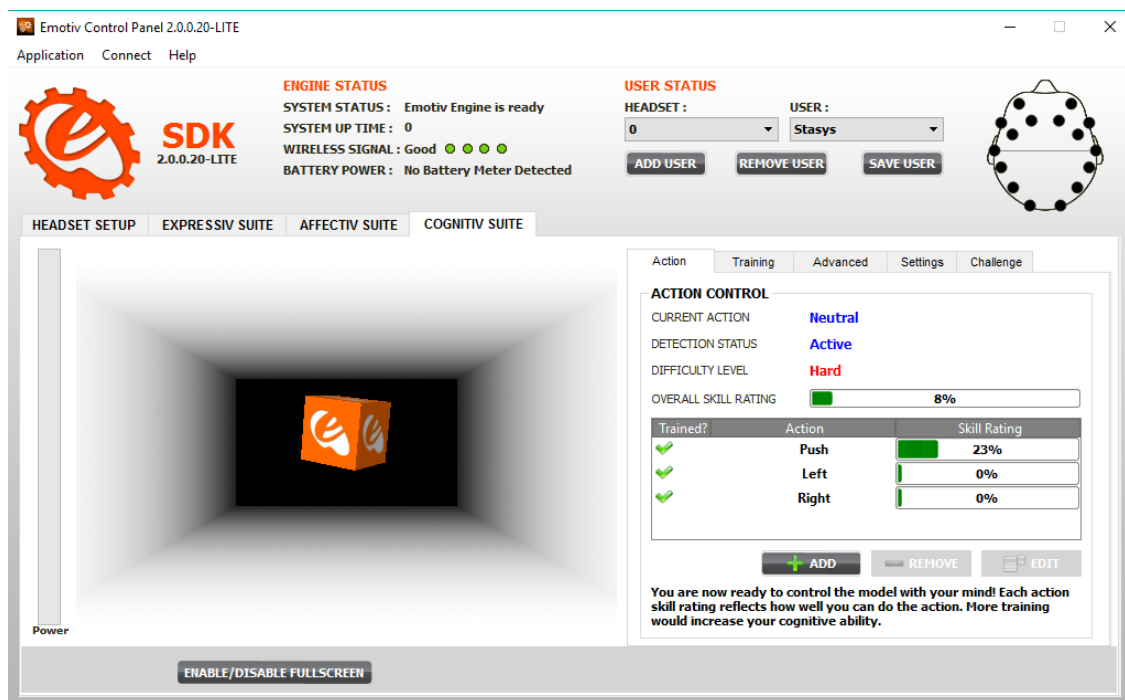 Emotiv Control Panel 2.0.0.20-LITE
Application Connect Help
SDK
2.0.0.20-LITE
ENGINE STATUS
SYSTEM STATUS : Emotiv Engine is ready
SYSTEM UP TIME : 0
WIRELESS SIGNAL : Good
BATTERY POWER : No Battery Meter Detected
USER STATUS
HEADSET : USER :
0 Stasys
ADD USER REMOVE USER SAVE USER
HEADSET SETUP EXPRESSIV SUITE AFFECTIV SUITE COGNITIV SUITE
Power
ENABLE/DISABLE FULLSCREEN
Action Training Advanced Settings Challenge
ACTION CONTROL
CURRENT ACTION Neutral
DETECTION STATUS Active
DIFFICULTY LEVEL Hard
OVERALL SKILL RATING 8%
Trained? Action Skill Rating
Push 23%
Left 0%
Right 0%
ADD REMOVE EDIT
You are now ready to control the model with your mind! Each action
skill rating reflects how well you can do the action. More training
would increase your cognitive ability.